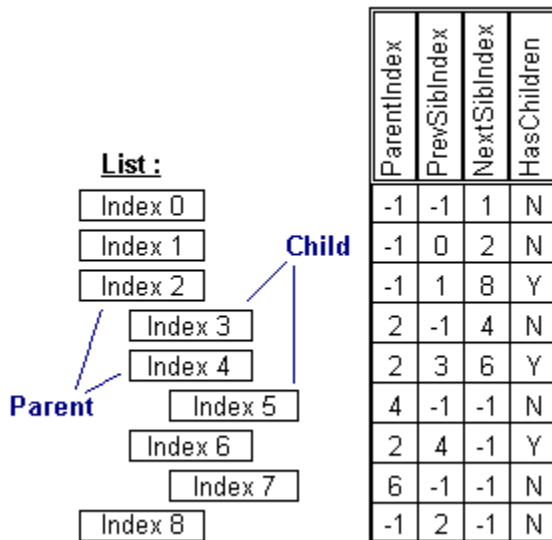 ParentIndex PrevSibIndex NextSibIndex HasChildren
List :
Index 0 -1 -1 1 N
Index 1 Child -1 0 2 N
Index 2 -1 1 8 Y
Index 3 2 -1 4 N
Index 4 2 3 6 Y
Parent Index 5 4 -1 -1 N
Index 6 2 4 -1 Y
Index 7 6 -1 -1 N
Index 8 -1 2 -1 N